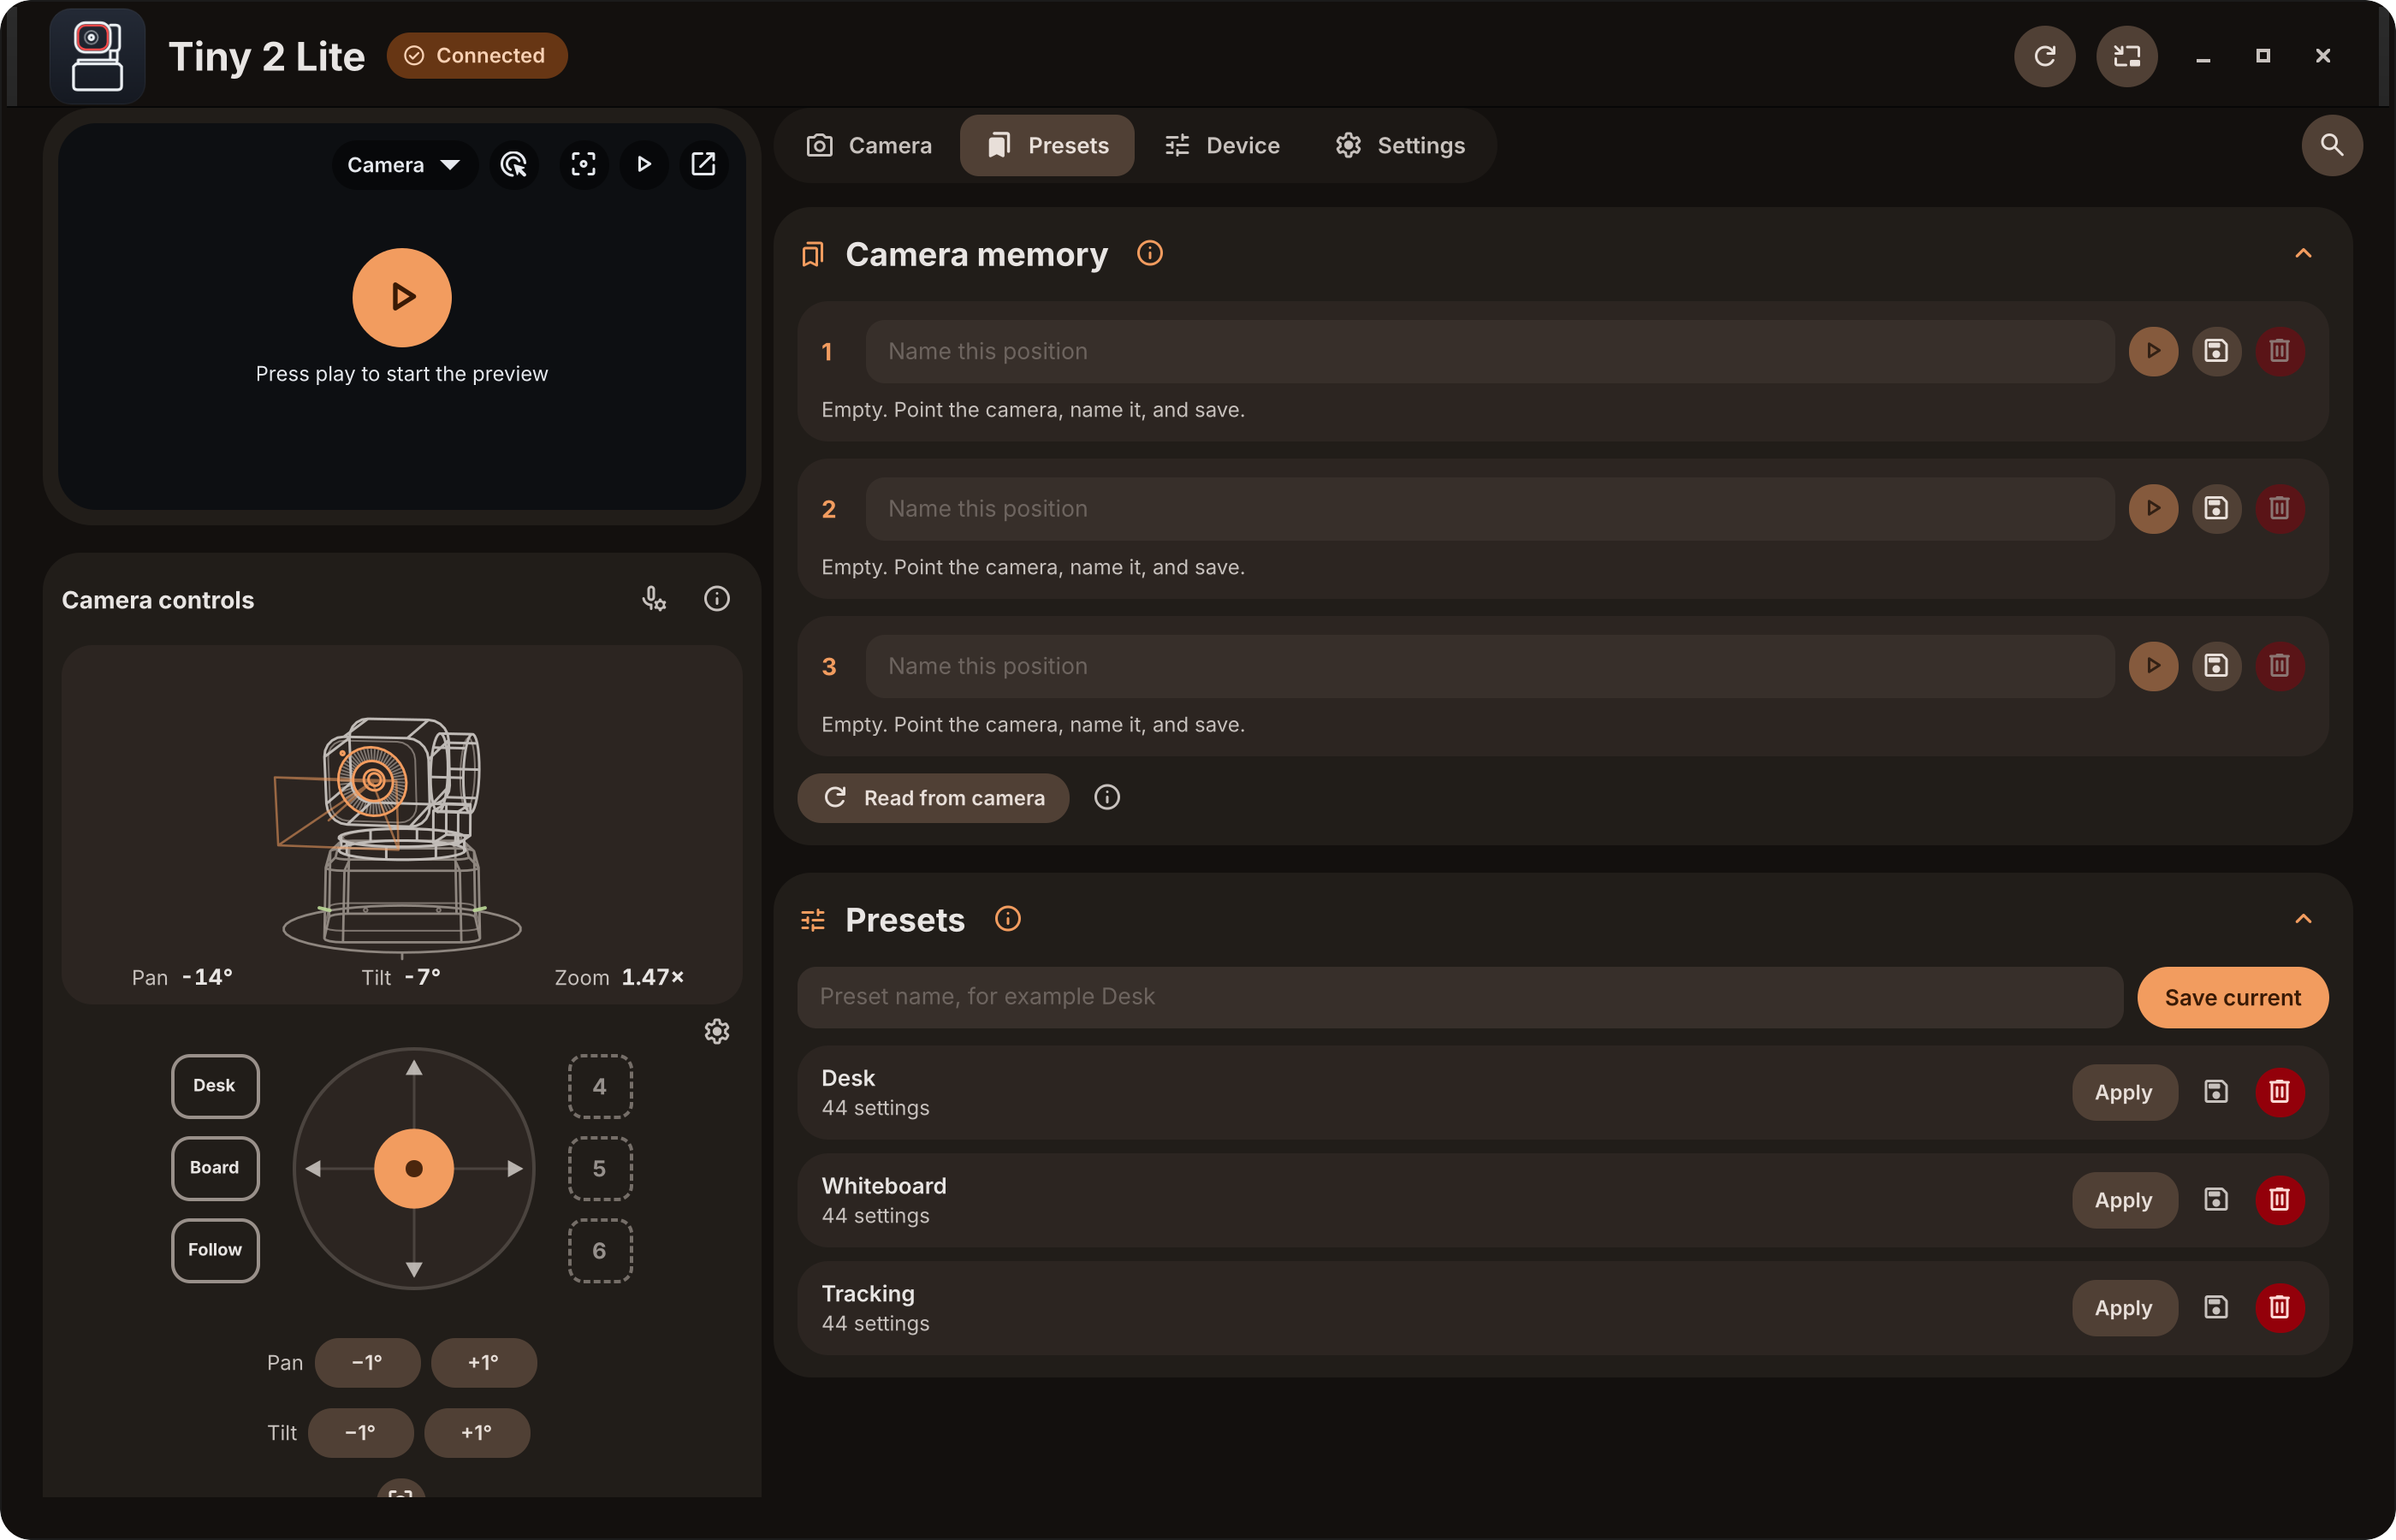 Tiny 2 Lite
Connected
Camera
Press play to start the preview
Camera controls
Pan -14°
Tilt -7°
Zoom 1.47×
Desk
Board
Follow
4
5
6
Pan −1° +1°
Tilt −1° +1°
Camera
Presets
Device
Settings
Camera memory
1 Name this position
Empty. Point the camera, name it, and save.
2 Name this position
Empty. Point the camera, name it, and save.
3 Name this position
Empty. Point the camera, name it, and save.
Read from camera
Presets
Preset name, for example Desk
Save current
Desk
44 settings
Apply
Whiteboard
44 settings
Apply
Tracking
44 settings
Apply